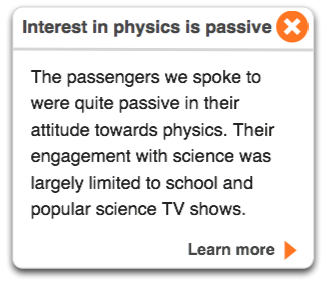 Interest in physics is passive
The passengers we spoke to
were quite passive in their
attitude towards physics. Their
engagement with science was
largely limited to school and
popular science TV shows.
Learn more